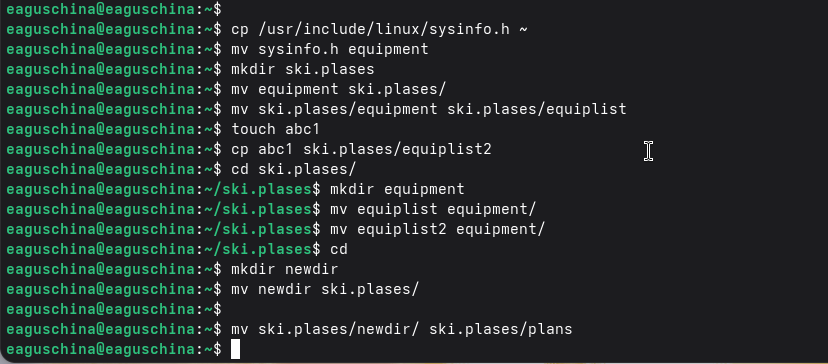 eaguschina@eaguschina:~$
eaguschina@eaguschina:~$ cp /usr/include/linux/sysinfo.h ~
eaguschina@eaguschina:~$ mv sysinfo.h equipment
eaguschina@eaguschina:~$ mkdir ski.plases
eaguschina@eaguschina:~$ mv equipment ski.plases/
eaguschina@eaguschina:~$ mv ski.plases/equipment ski.plases/equiplist
eaguschina@eaguschina:~$ touch abc1
eaguschina@eaguschina:~$ cp abc1 ski.plases/equiplist2
eaguschina@eaguschina:~$ cd ski.plases/
eaguschina@eaguschina:~/ski.plases$ mkdir equipment
eaguschina@eaguschina:~/ski.plases$ mv equiplist equipment/
eaguschina@eaguschina:~/ski.plases$ mv equiplist2 equipment/
eaguschina@eaguschina:~/ski.plases$ cd
eaguschina@eaguschina:~$ mkdir newdir
eaguschina@eaguschina:~$ mv newdir ski.plases/
eaguschina@eaguschina:~$
eaguschina@eaguschina:~$ mv ski.plases/newdir/ ski.plases/plans
eaguschina@eaguschina:~$